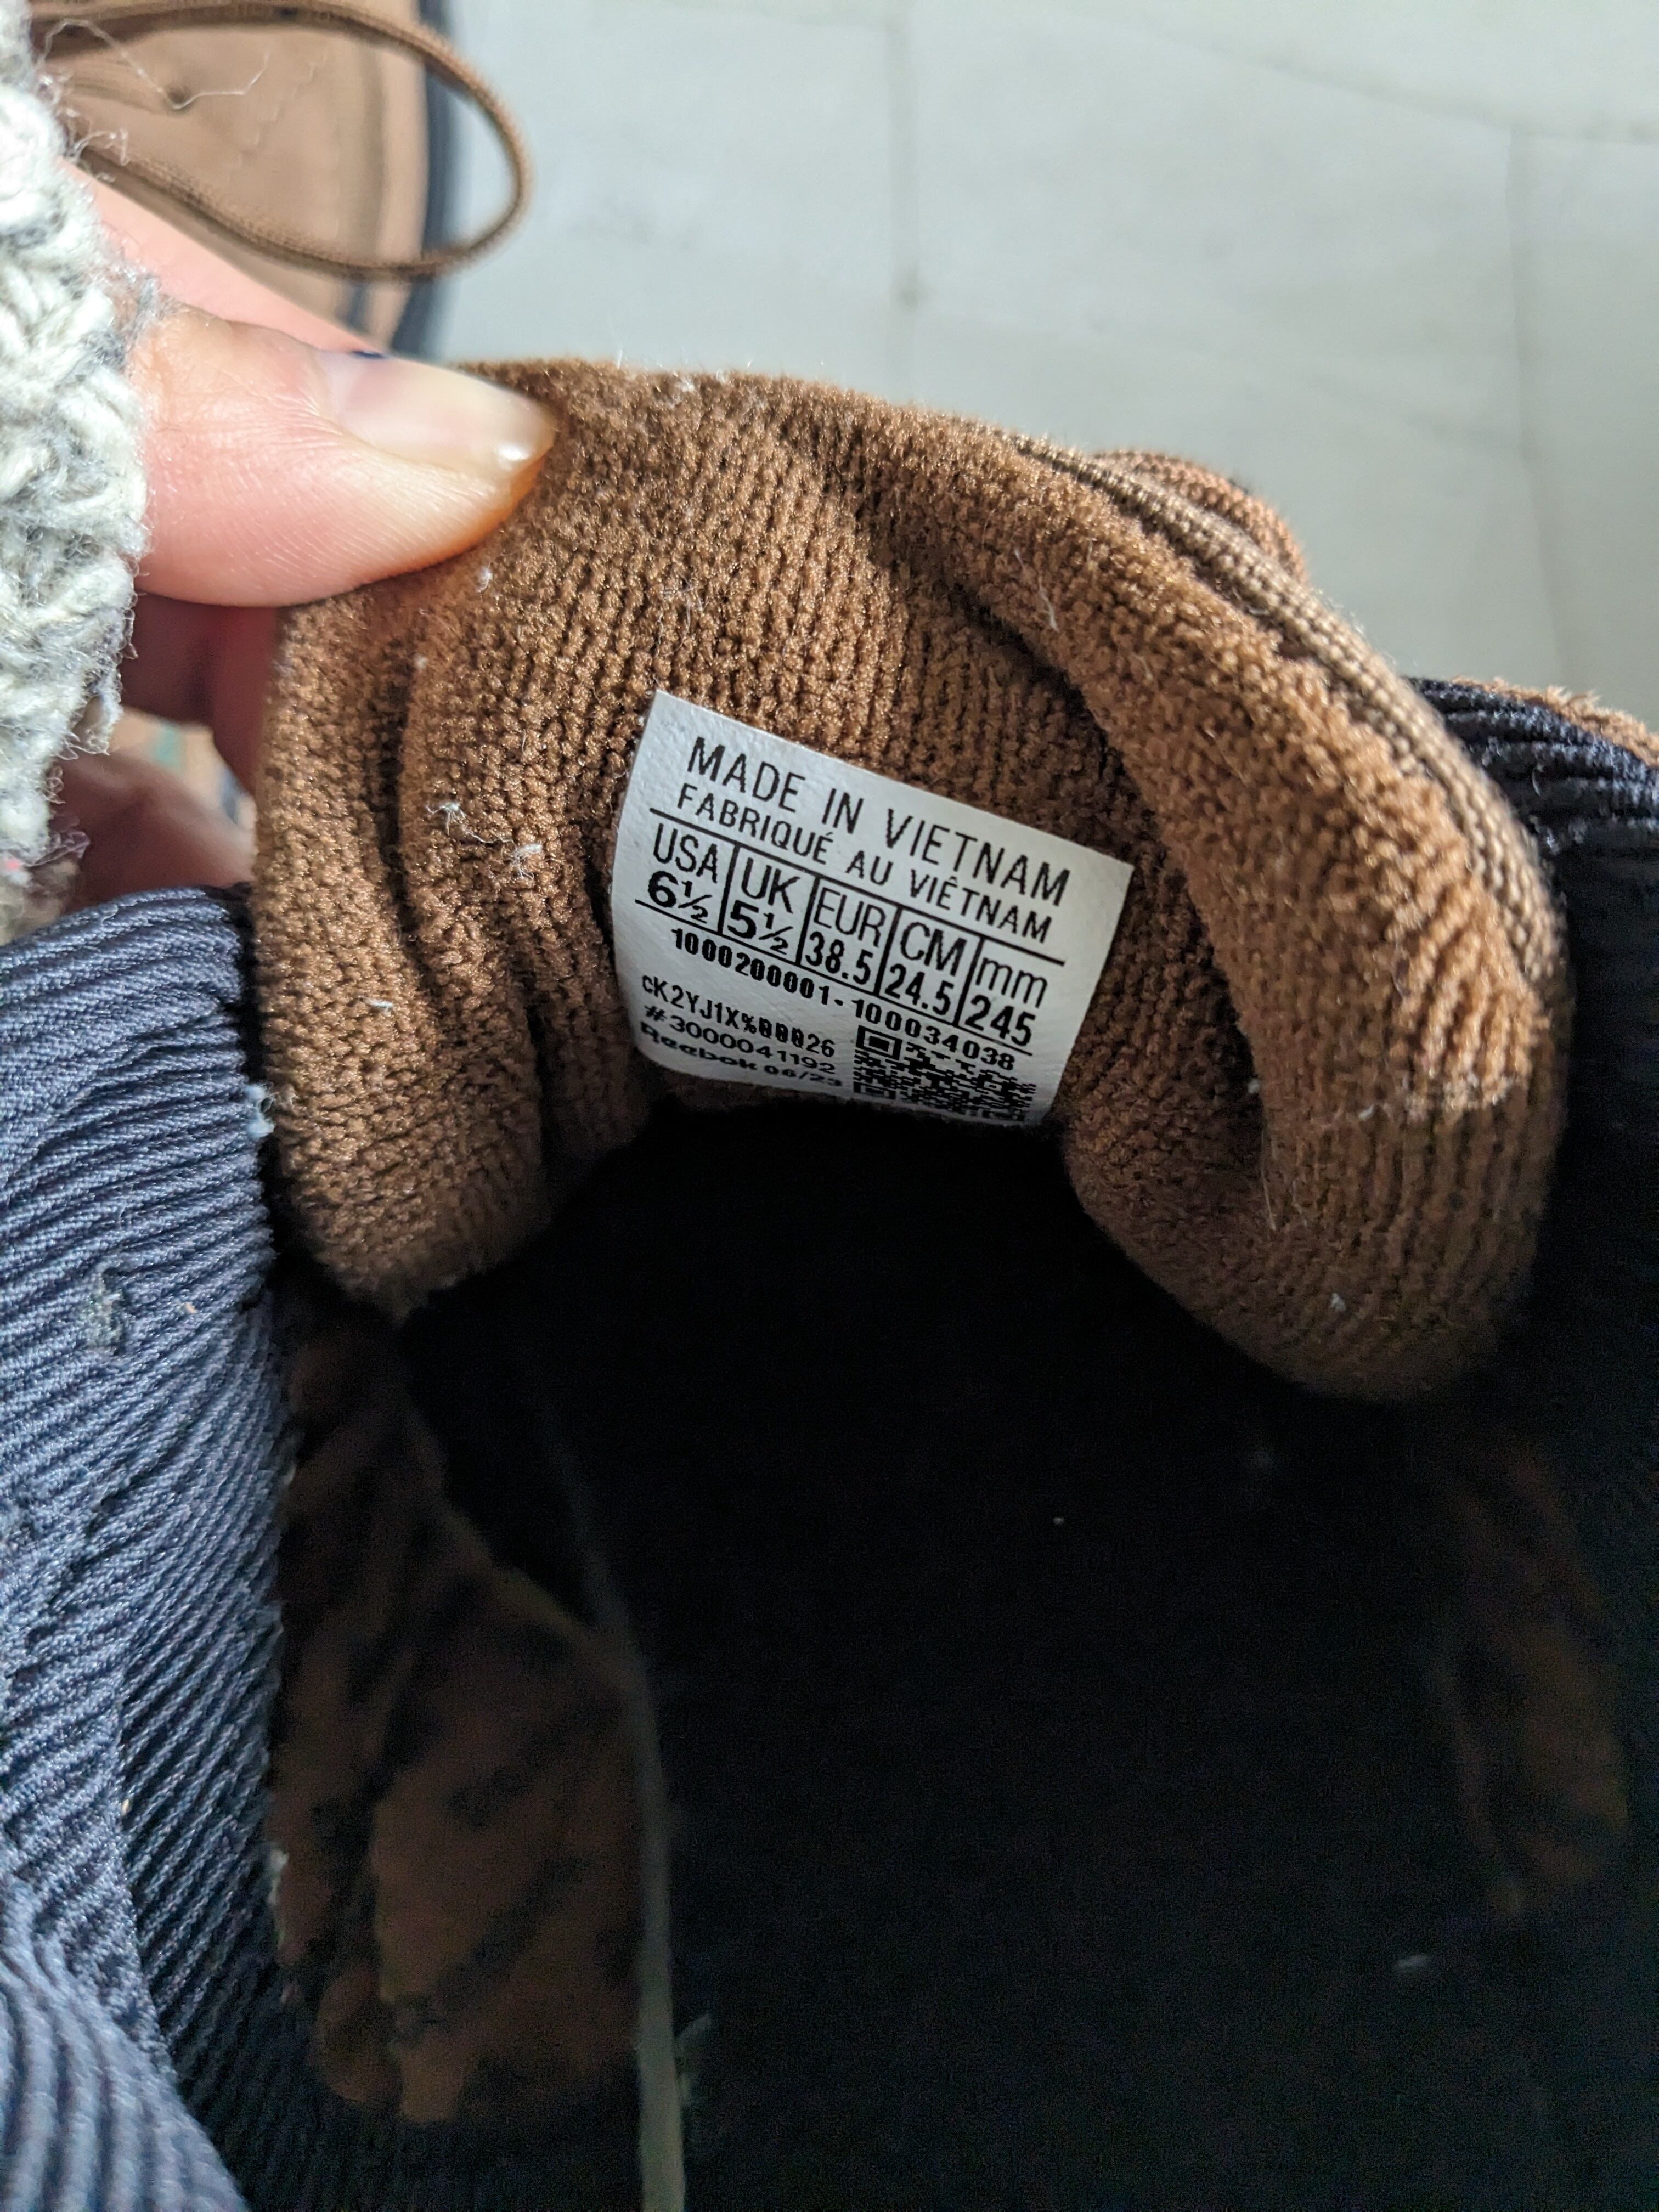 MADE IN VIETNAM
FABRIQUÉ AU VIÊTNAM
USA UK EUR CM mm
6½ 5½ 38.5 24.5 245
1000200001-100034038
cK2YJ1X%00026
#3000041192
Reebok 06/23